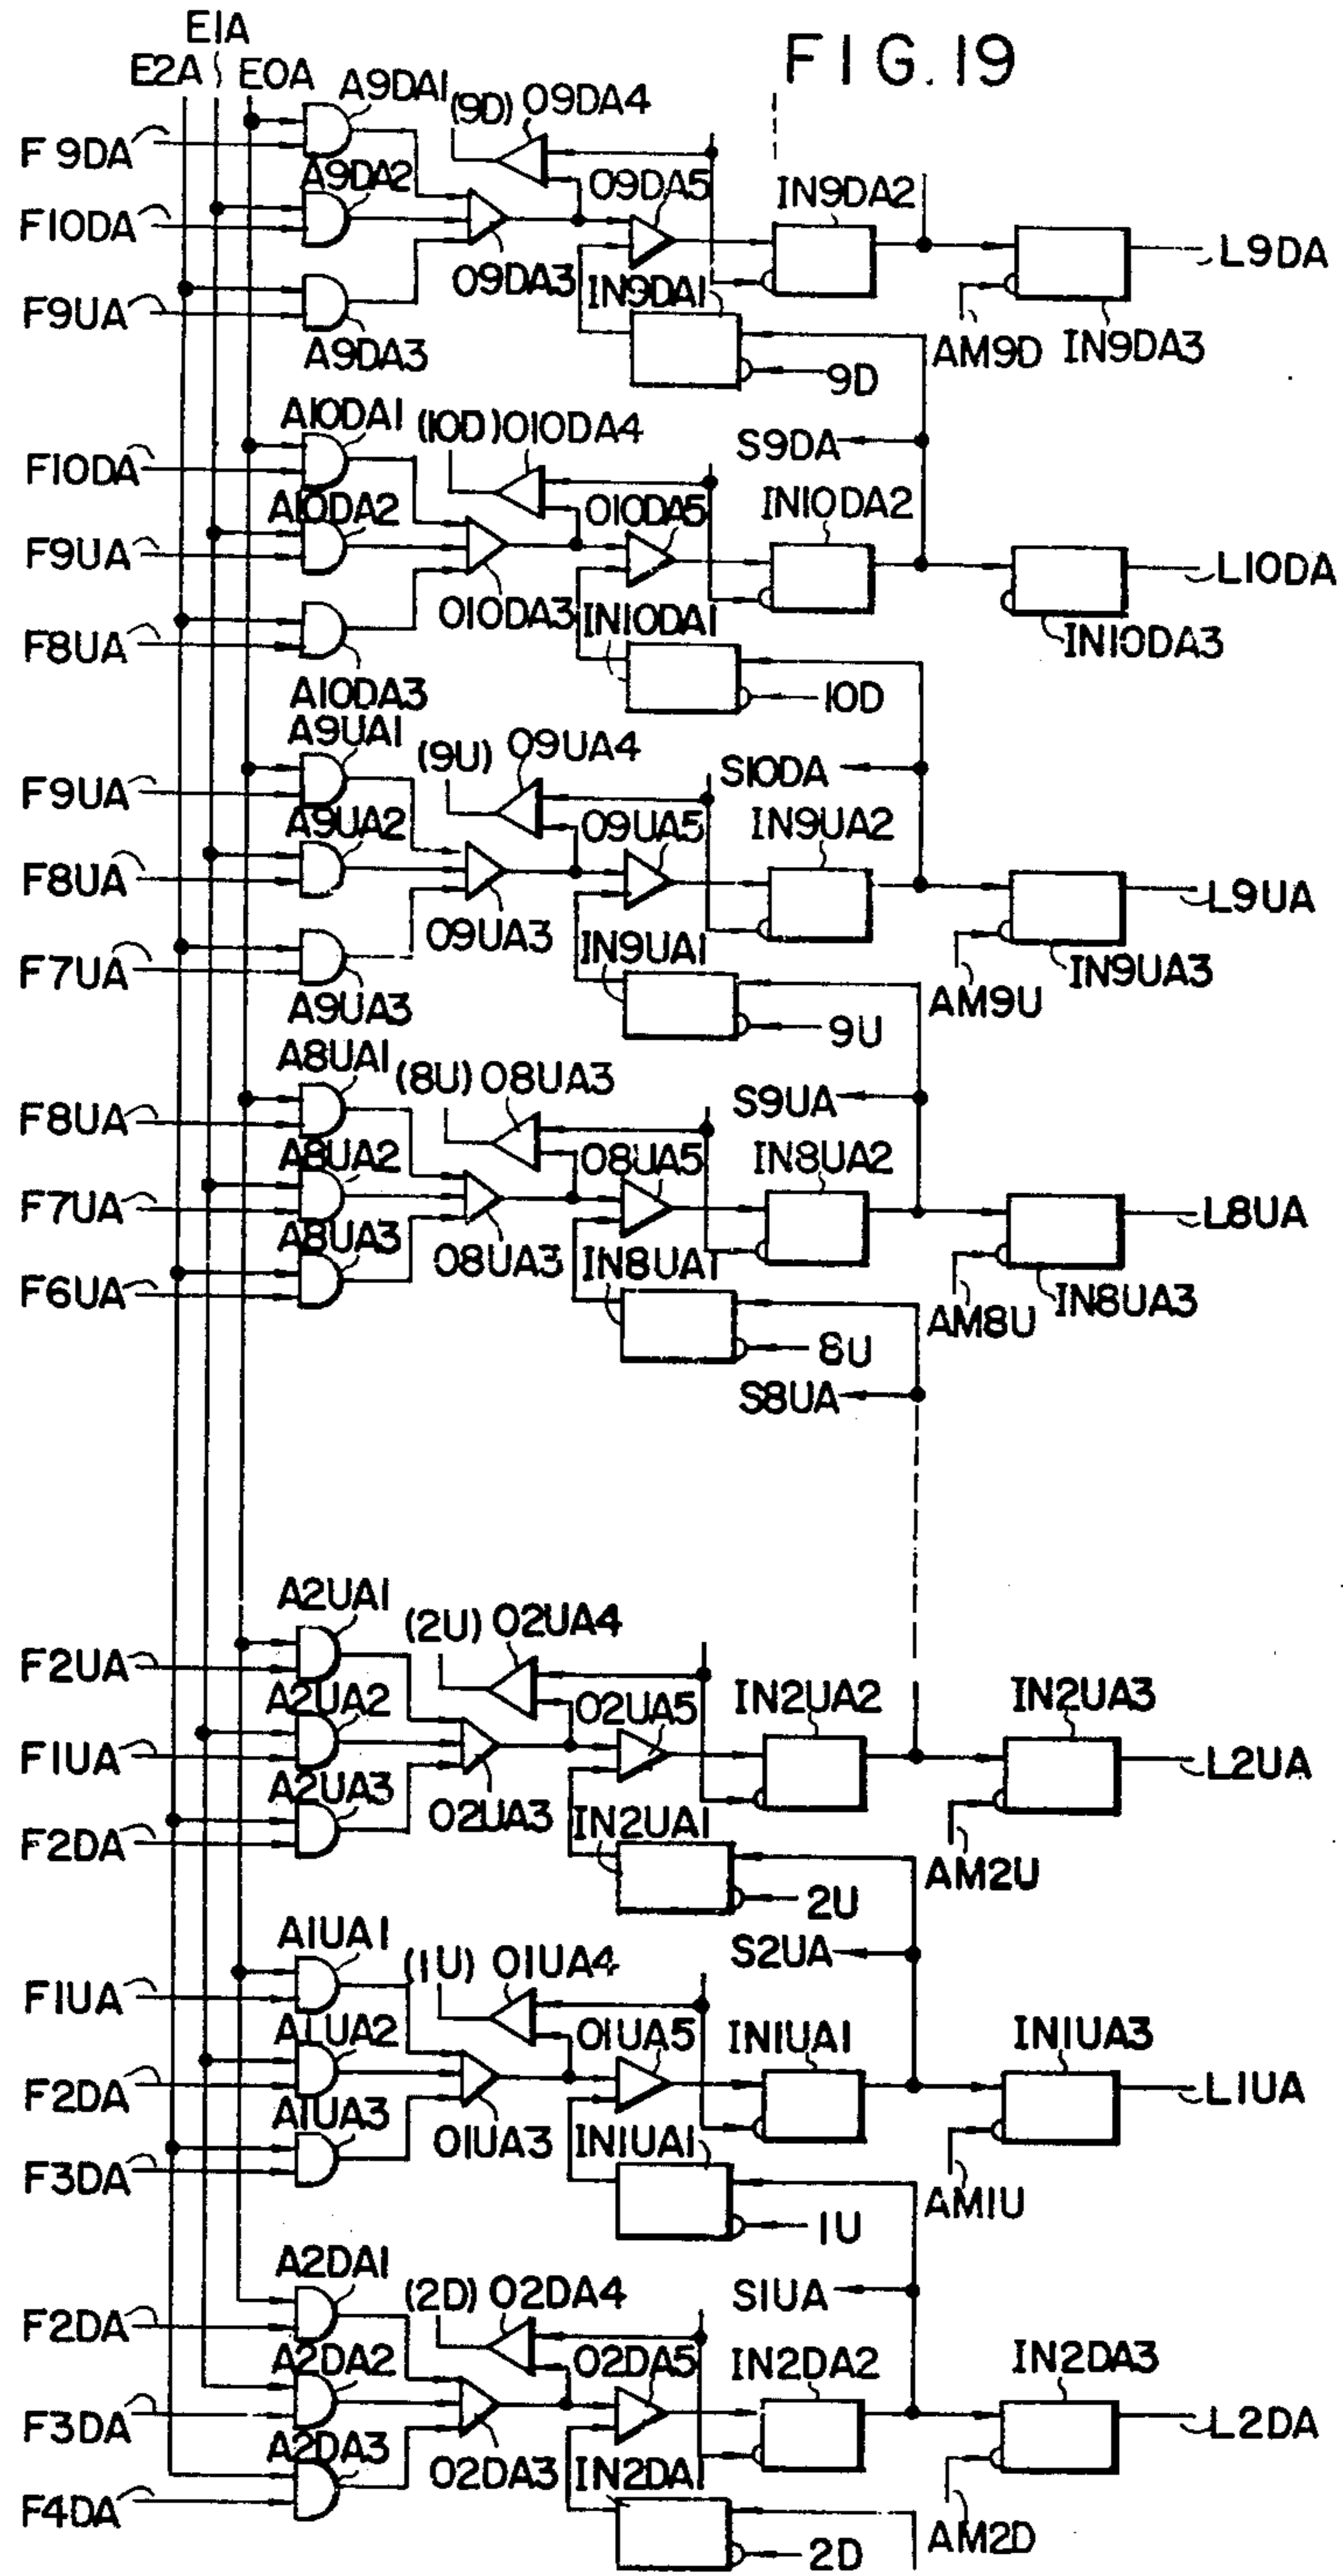 FIG. 19
E1A
E2A
E0A
A9DA1
(9D)
O9DA4
F9DA
A9DA2
O9DA5
IN9DA2
F10DA
L9DA
O9DA3
IN9DA1
F9UA
A9DA3
AM9D
IN9DA3
9D
A10DA1
(10D)
O10DA4
S9DA
F10DA
A10DA2
O10DA5
IN10DA2
F9UA
L10DA
O10DA3
IN10DA1
F8UA
IN10DA3
A10DA3
10D
A9UA1
(9U)
O9UA4
S10DA
F9UA
A9UA2
O9UA5
IN9UA2
F8UA
L9UA
O9UA3
IN9UA1
F7UA
IN9UA3
A9UA3
AM9U
9U
A8UA1
(8U)
O8UA3
S9UA
F8UA
A8UA2
O8UA5
IN8UA2
F7UA
L8UA
A8UA3
O8UA3
IN8UA1
F6UA
IN8UA3
AM8U
8U
S8UA
A2UA1
(2U)
O2UA4
F2UA
A2UA2
O2UA5
IN2UA2
IN2UA3
F1UA
L2UA
A2UA3
O2UA3
IN2UA1
F2DA
AM2U
2U
A1UA1
(1U)
O1UA4
S2UA
F1UA
A1UA2
O1UA5
IN1UA1
IN1UA3
F2DA
L1UA
A1UA3
O1UA3
IN1UA1
F3DA
AM1U
1U
A2DA1
(2D)
O2DA4
S1UA
F2DA
A2DA2
O2DA5
IN2DA2
IN2DA3
F3DA
L2DA
A2DA3
O2DA3
IN2DA1
F4DA
AM2D
2D